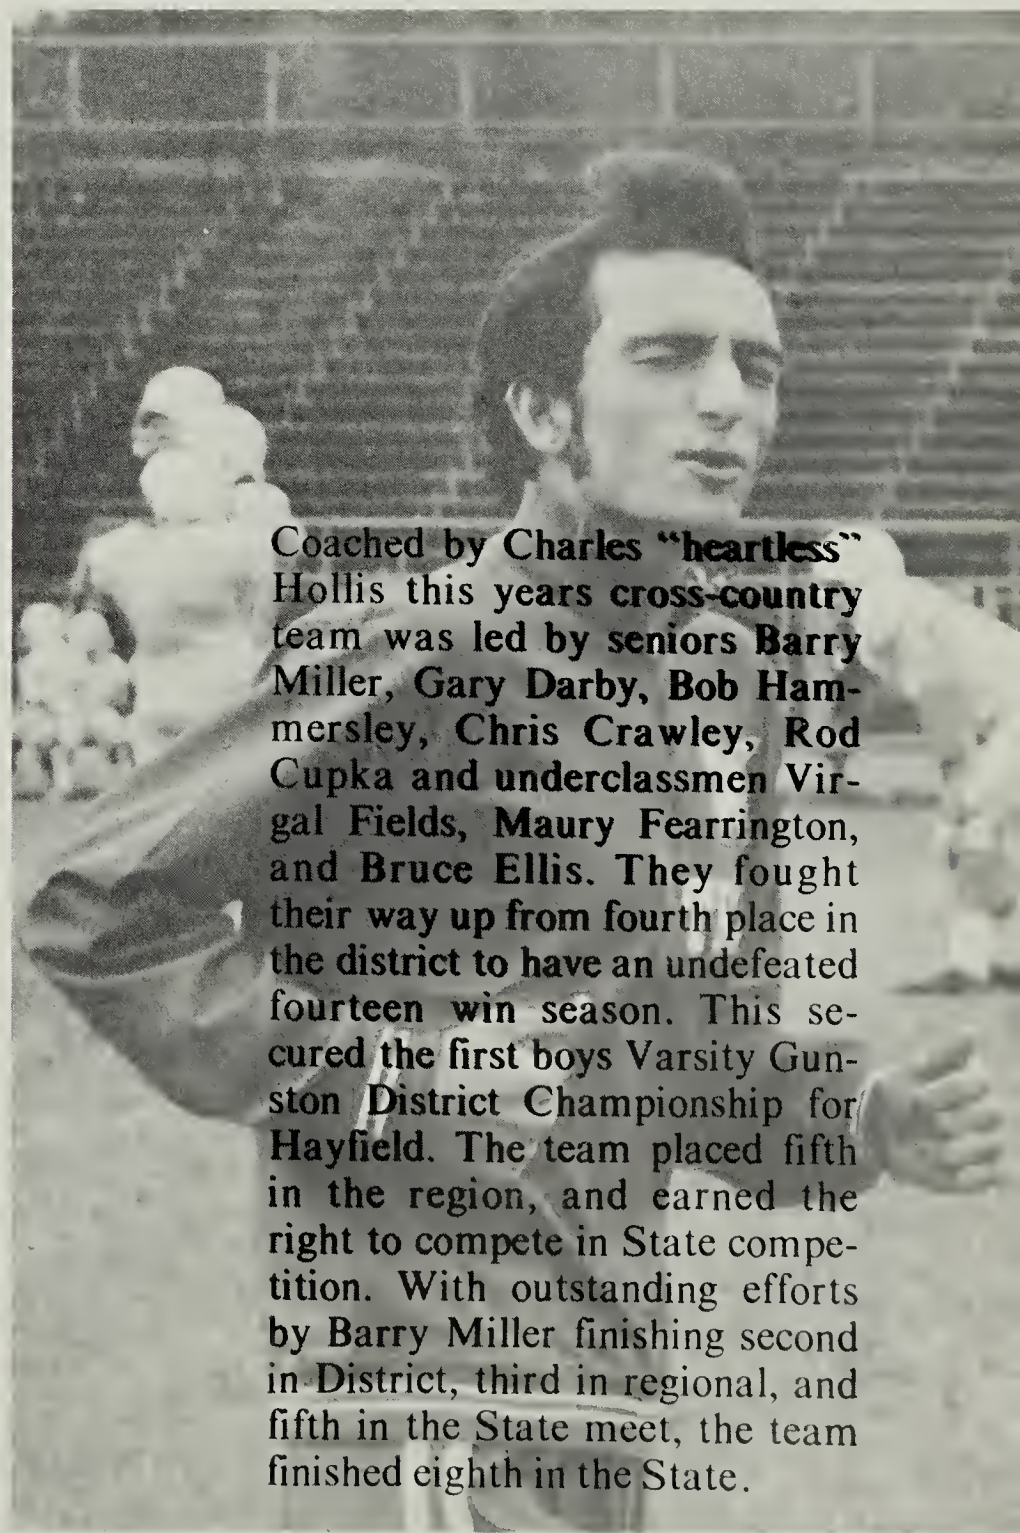 Coached by Charles "heartless"
Hollis this years cross-country
team was led by seniors Barry
Miller, Gary Darby, Bob Ham-
mersley, Chris Crawley, Rod
Cupka and underclassmen Vir-
gal Fields, Maury Fearrington,
and Bruce Ellis. They fought
their way up from fourth place in
the district to have an undefeated
fourteen win season. This se-
cured the first boys Varsity Gun-
ston District Championship for
Hayfield. The team placed fifth
in the region, and earned the
right to compete in State compe-
tition. With outstanding efforts
by Barry Miller finishing second
in District, third in regional, and
fifth in the State meet, the team
finished eighth in the State.